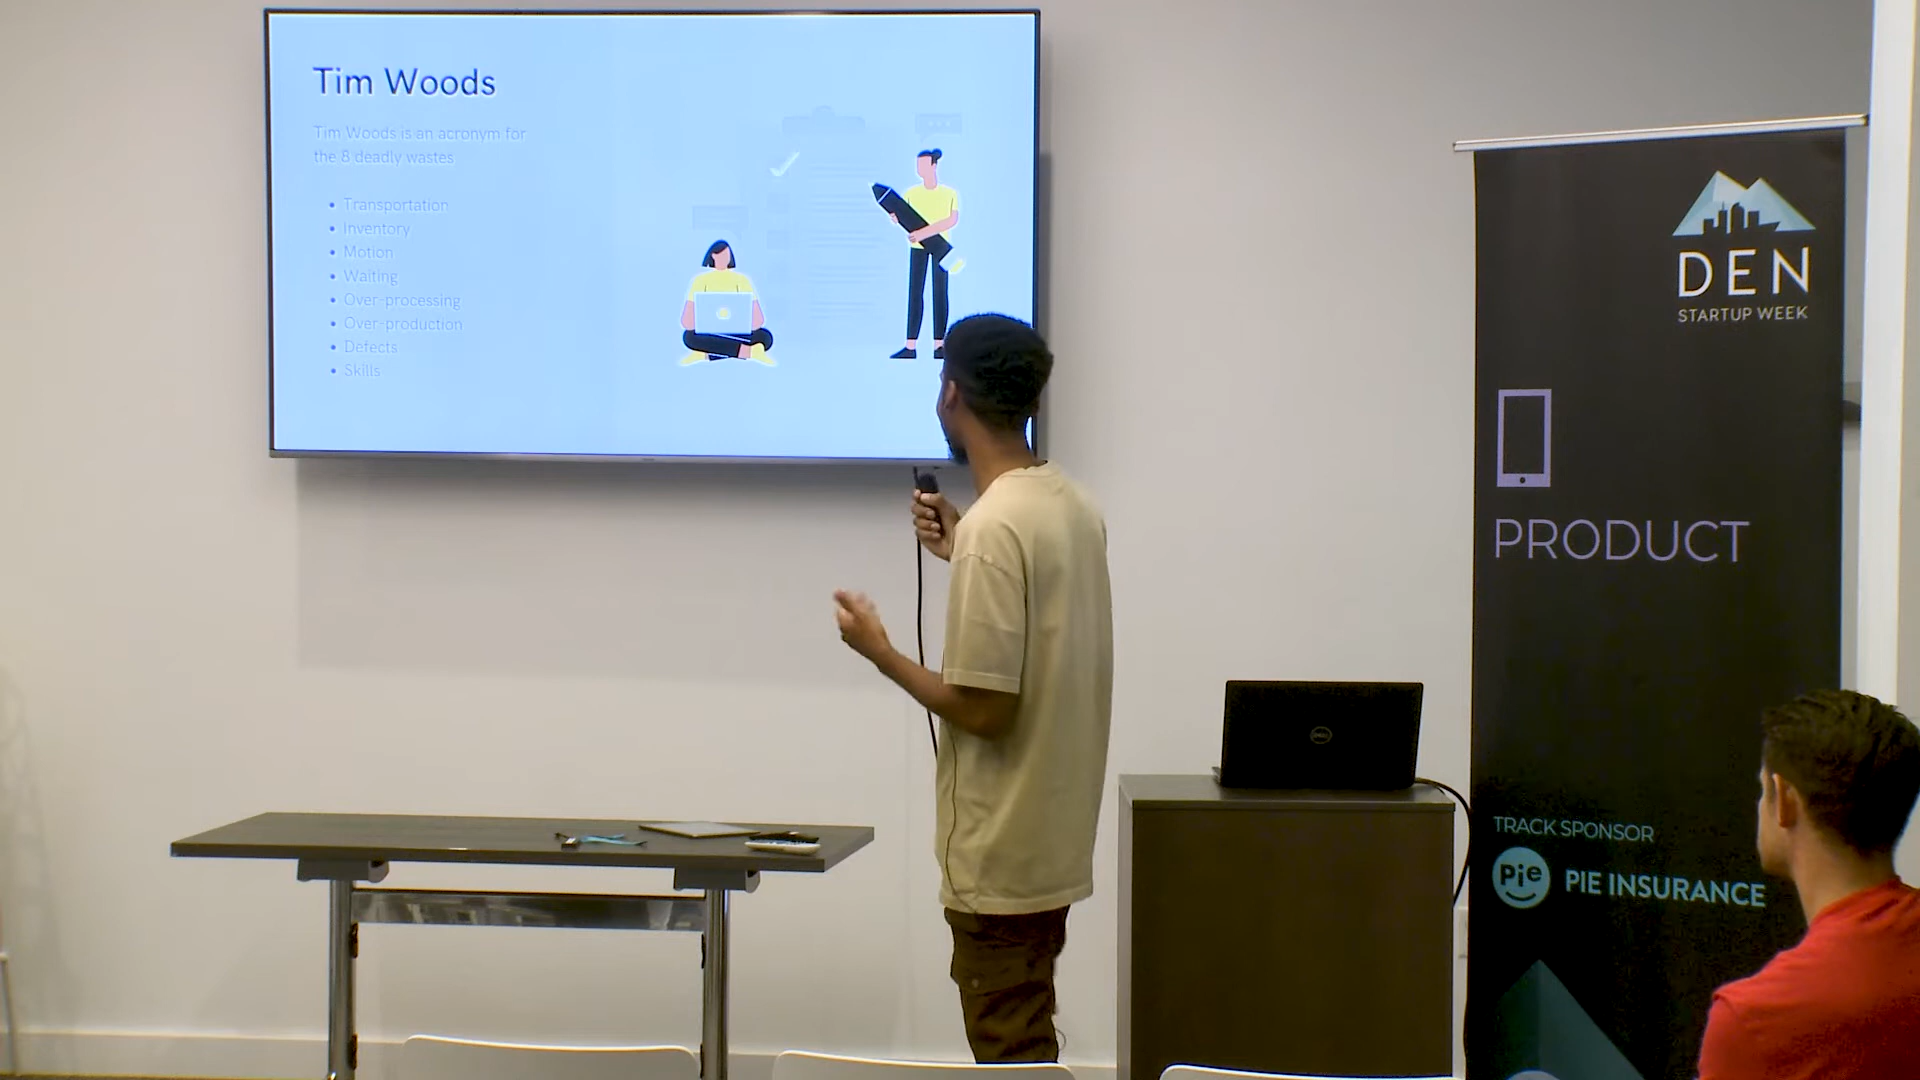 Tim Woods
Tim Woods is an acronym for
the 8 deadly wastes
• Transportation
• Inventory
• Motion
• Waiting
• Over-processing
• Over-production
• Defects
• Skills
DEN
STARTUP WEEK
PRODUCT
TRACK SPONSOR
pie PIE INSURANCE
DELL